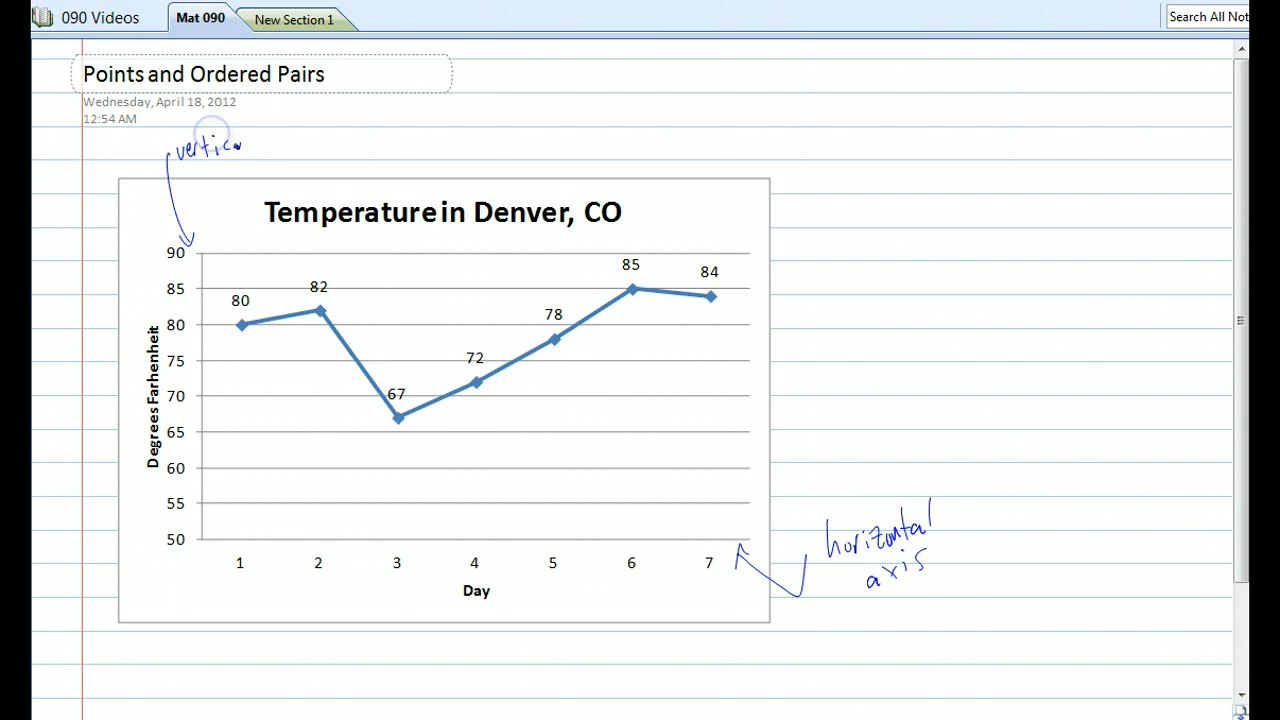 090 Videos
Mat 090
New Section 1
Search All Not
Points and Ordered Pairs
Wednesday, April 18, 2012
12:54 AM
vertica
Temperature in Denver, CO
Degrees Farhenheit
90
85
80
75
70
65
60
55
50
80
82
67
72
78
85
84
1 2 3 4 5 6 7
Day
horizontal
axis